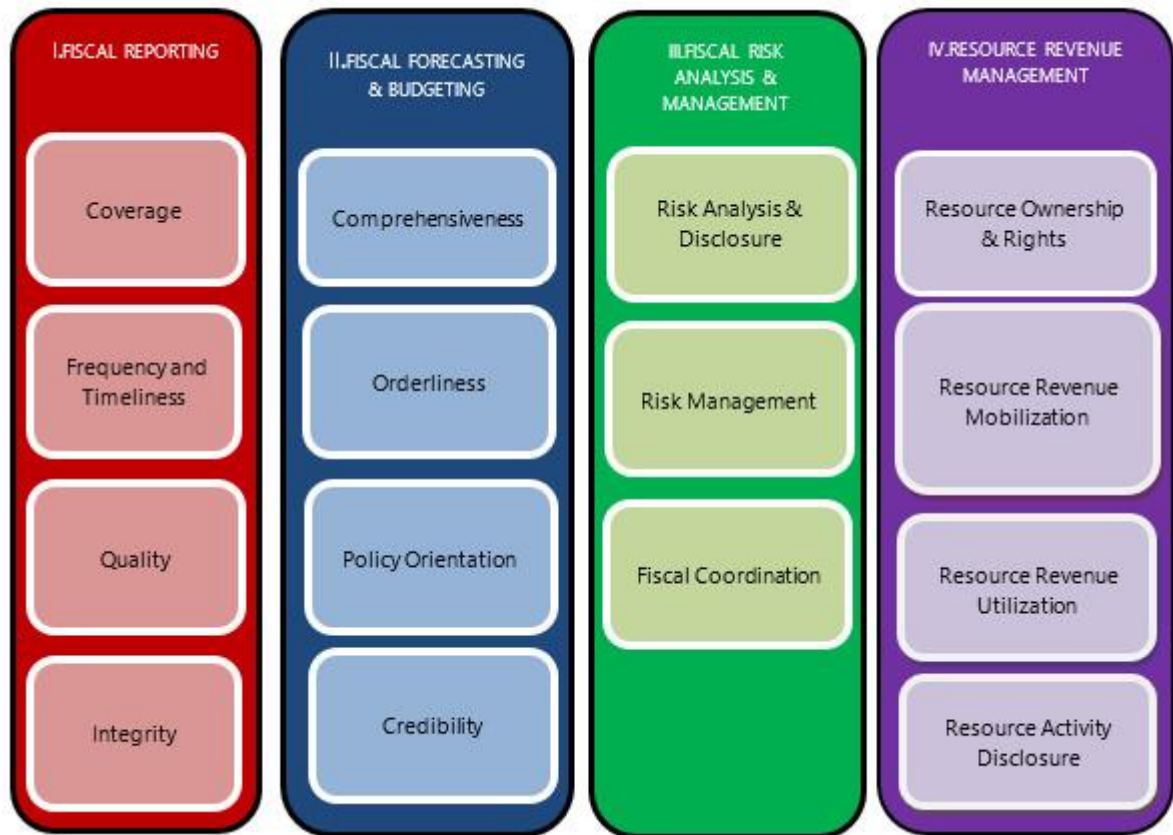 I.FISCAL REPORTING
Coverage
Frequency and
Timeliness
Quality
Integrity
II.FISCAL FORECASTING
& BUDGETING
Comprehensiveness
Orderliness
Policy Orientation
Credibility
III.FISCAL RISK
ANALYSIS &
MANAGEMENT
Risk Analysis &
Disclosure
Risk Management
Fiscal Coordination
IV.RESOURCE REVENUE
MANAGEMENT
Resource Ownership
& Rights
Resource Revenue
Mobilization
Resource Revenue
Utilization
Resource Activity
Disclosure